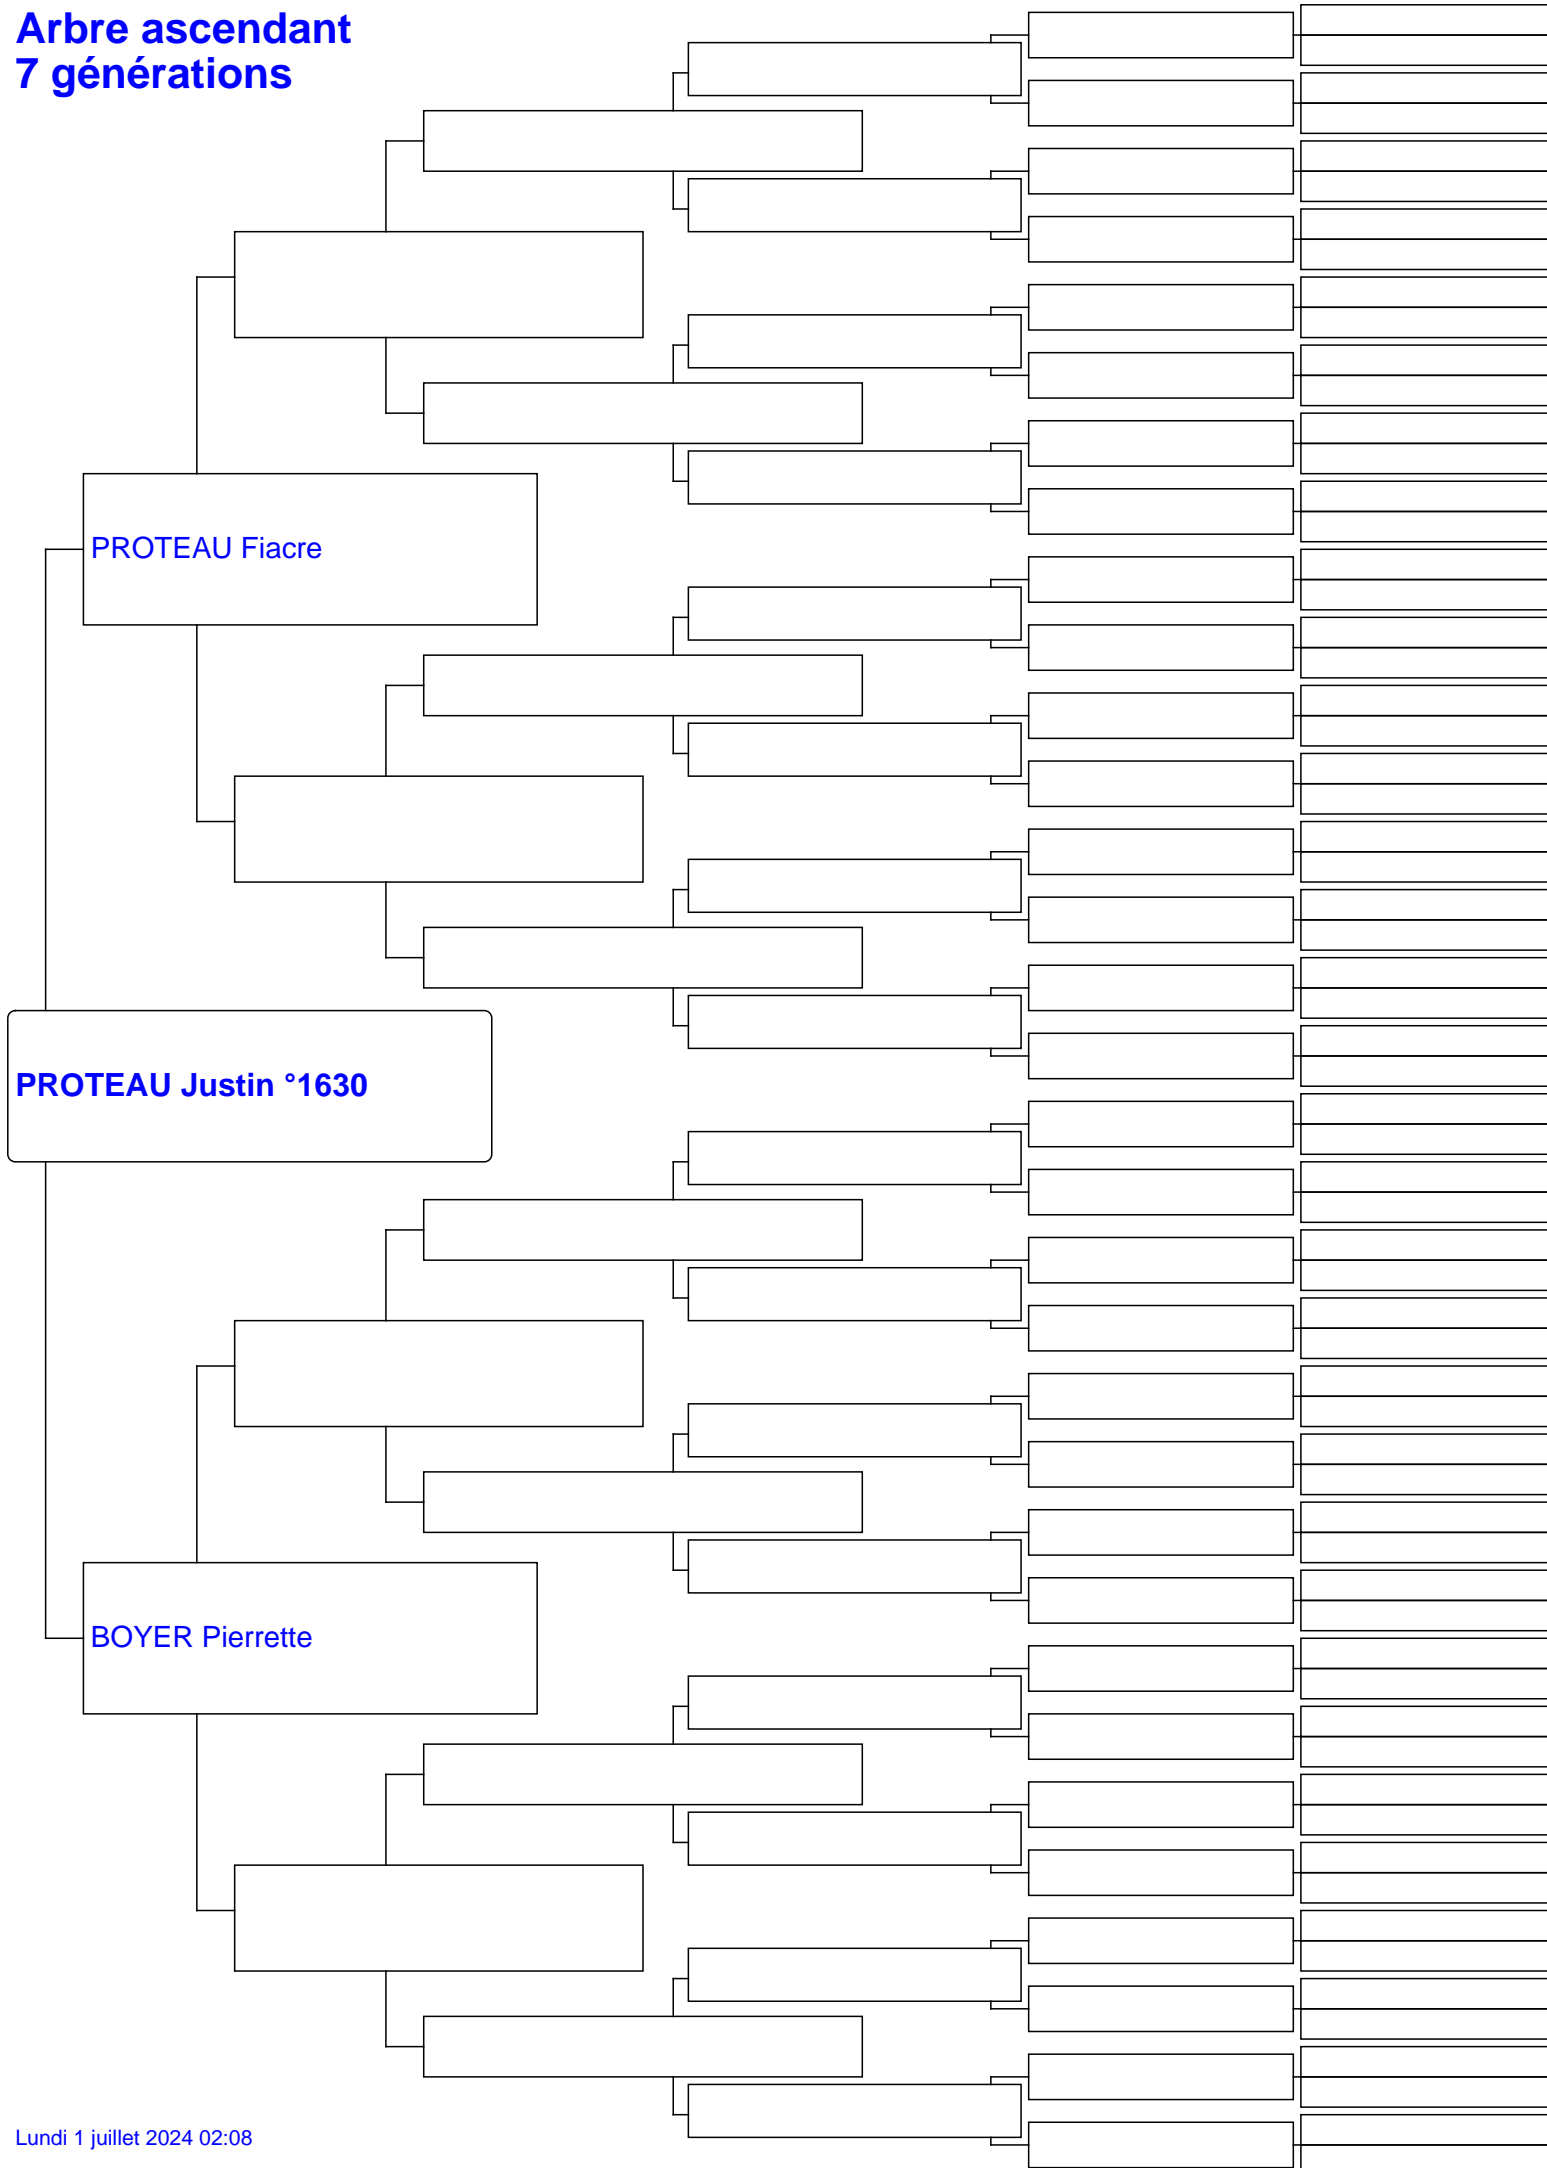 Arbre ascendant
7 générations
PROTEAU Fiacre
PROTEAU Justin °1630
BOYER Pierrette
Lundi 1 juillet 2024 02:08